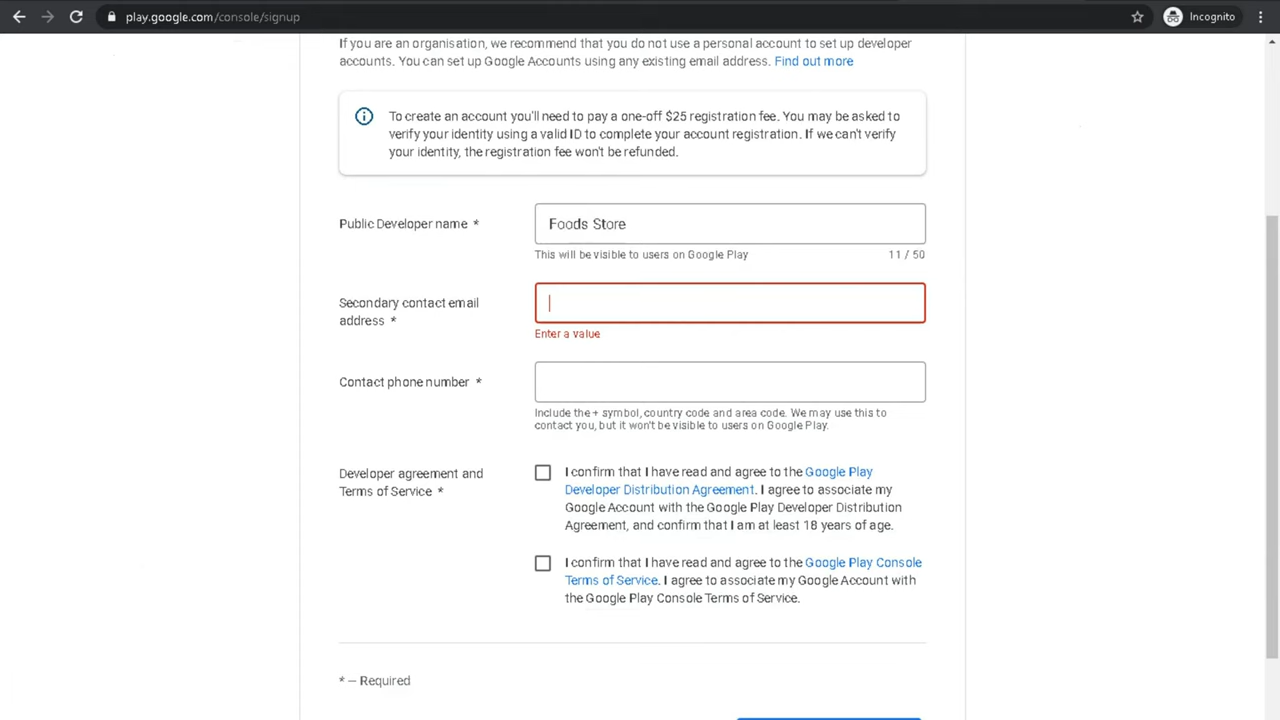 play.google.com/console/signup
Incognito
If you are an organisation, we recommend that you do not use a personal account to set up developer
accounts. You can set up Google Accounts using any existing email address. Find out more
To create an account you'll need to pay a one-off $25 registration fee. You may be asked to
verify your identity using a valid ID to complete your account registration. If we can't verify
your identity, the registration fee won't be refunded.
Public Developer name *
Foods Store
This will be visible to users on Google Play
11 / 50
Secondary contact email
address *
Enter a value
Contact phone number *
Include the + symbol, country code and area code. We may use this to
contact you, but it won't be visible to users on Google Play.
Developer agreement and
Terms of Service *
I confirm that I have read and agree to the Google Play
Developer Distribution Agreement. I agree to associate my
Google Account with the Google Play Developer Distribution
Agreement, and confirm that I am at least 18 years of age.
I confirm that I have read and agree to the Google Play Console
Terms of Service. I agree to associate my Google Account with
the Google Play Console Terms of Service.
* – Required